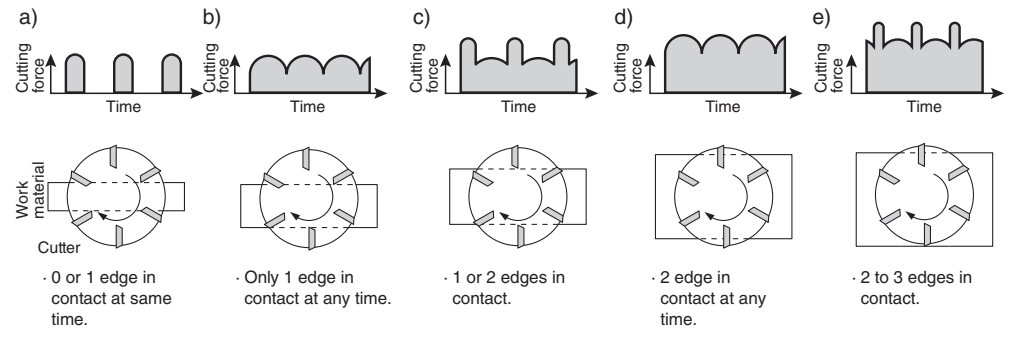 a)
Cutting
force
Time
b)
Cutting
force
Time
c)
Cutting
force
Time
d)
Cutting
force
Time
e)
Cutting
force
Time
Work
material
Cutter
· 0 or 1 edge in
contact at same
time.
· Only 1 edge in
contact at any time.
· 1 or 2 edges in
contact.
· 2 edge in
contact at any
time.
· 2 to 3 edges in
contact.